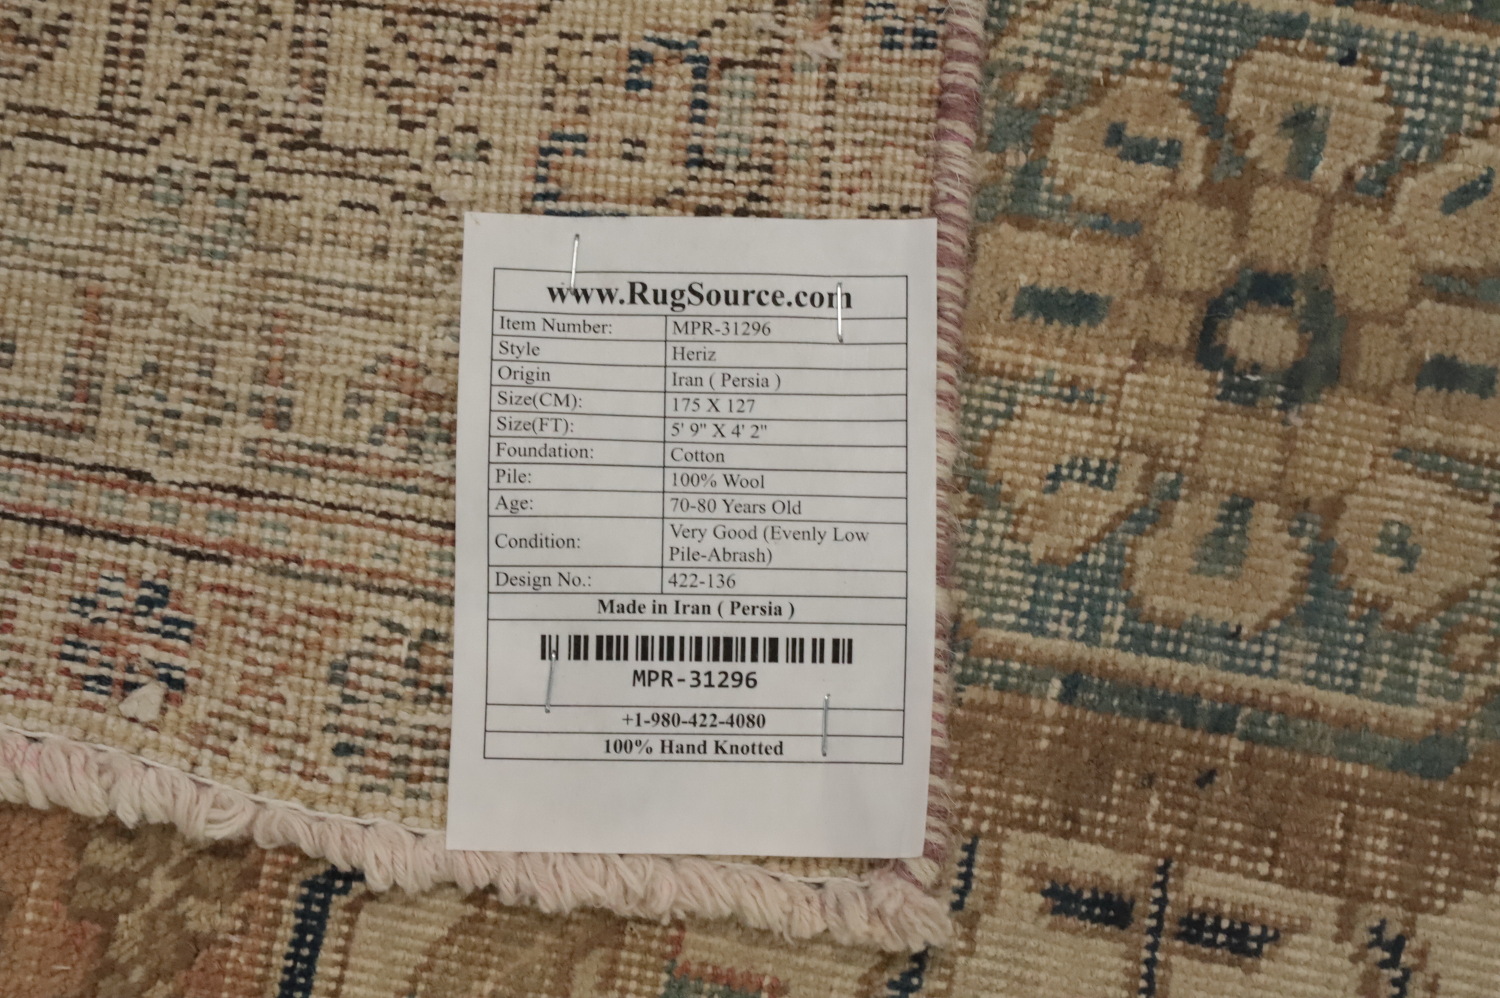 www.RugSource.com
Item Number: MPR-31296
Style Heriz
Origin Iran ( Persia )
Size(CM): 175 X 127
Size(FT): 5' 9" X 4' 2"
Foundation: Cotton
Pile: 100% Wool
Age: 70-80 Years Old
Condition: Very Good (Evenly Low
Pile-Abrash)
Design No.: 422-136
Made in Iran ( Persia )
MPR-31296
+1-980-422-4080
100% Hand Knotted